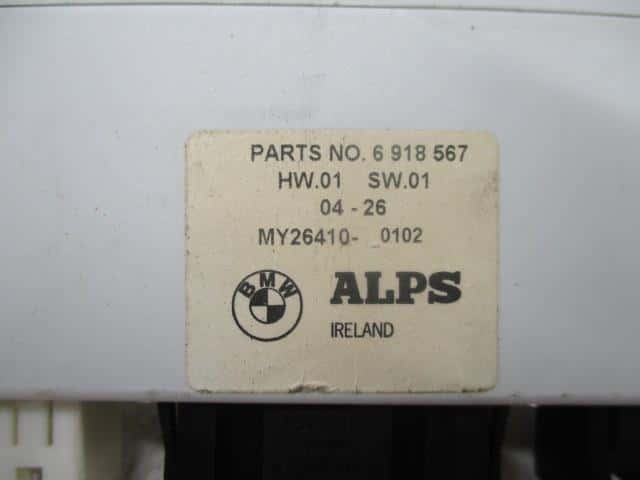 PARTS NO. 6 918 567
HW.01 SW.01
04 - 26
MY26410- 0102
BMW
ALPS
IRELAND